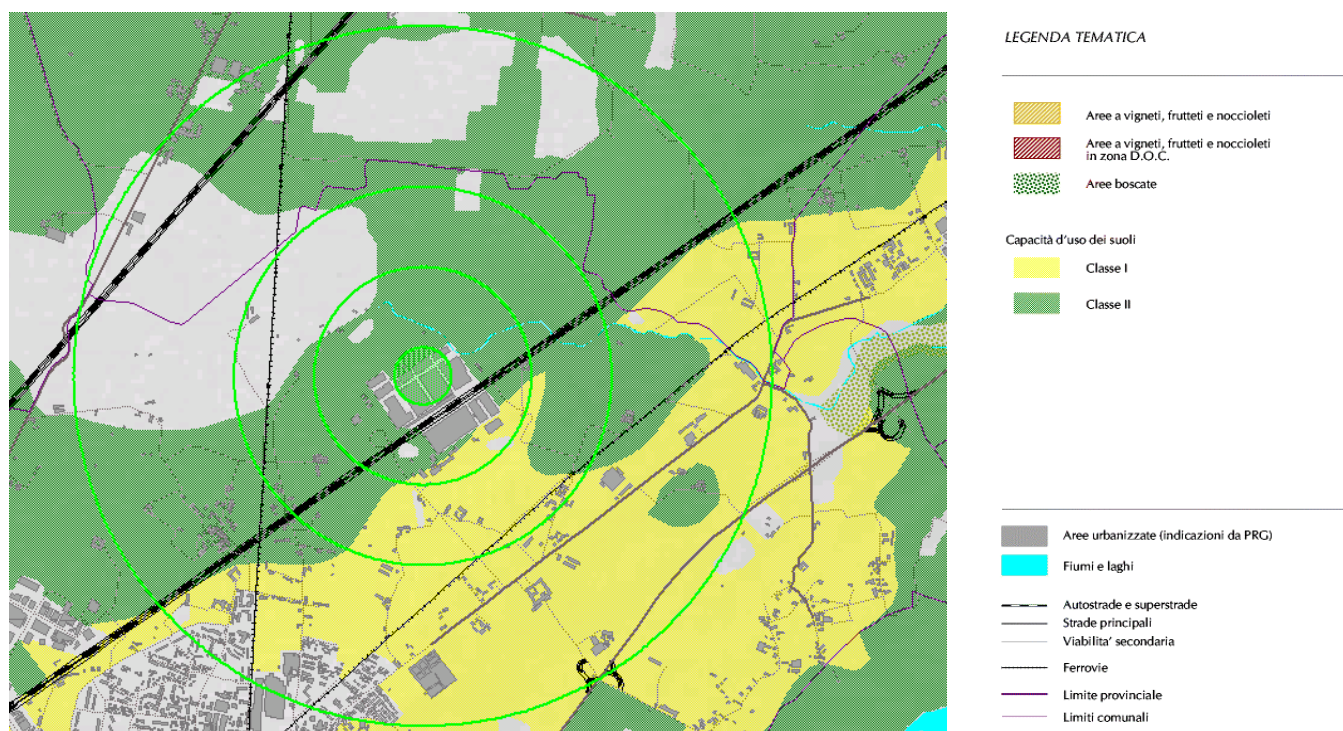 LEGENDA TEMATICA
Aree a vigneti, frutteti e noccioleti
Aree a vigneti, frutteti e noccioleti
in zona D.O.C.
Aree boscate
Capacità d'uso dei suoli
Classe I
Classe II
Aree urbanizzate (indicazioni da PRG)
Fiumi e laghi
Autostrade e superstrade
Strade principali
Viabilita' secondaria
Ferrovie
Limite provinciale
Limiti comunali